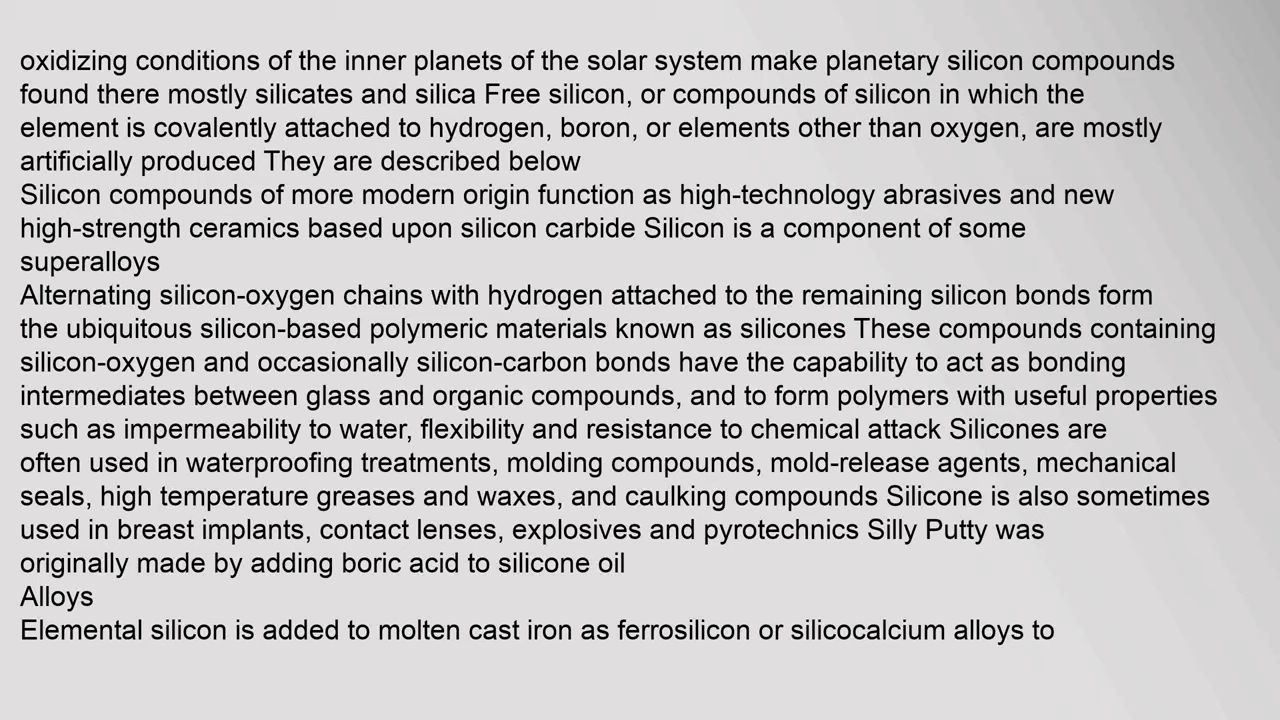 oxidizing conditions of the inner planets of the solar system make planetary silicon compounds
found there mostly silicates and silica Free silicon, or compounds of silicon in which the
element is covalently attached to hydrogen, boron, or elements other than oxygen, are mostly
artificially produced They are described below
Silicon compounds of more modern origin function as high-technology abrasives and new
high-strength ceramics based upon silicon carbide Silicon is a component of some
superalloys
Alternating silicon-oxygen chains with hydrogen attached to the remaining silicon bonds form
the ubiquitous silicon-based polymeric materials known as silicones These compounds containing
silicon-oxygen and occasionally silicon-carbon bonds have the capability to act as bonding
intermediates between glass and organic compounds, and to form polymers with useful properties
such as impermeability to water, flexibility and resistance to chemical attack Silicones are
often used in waterproofing treatments, molding compounds, mold-release agents, mechanical
seals, high temperature greases and waxes, and caulking compounds Silicone is also sometimes
used in breast implants, contact lenses, explosives and pyrotechnics Silly Putty was
originally made by adding boric acid to silicone oil
Alloys
Elemental silicon is added to molten cast iron as ferrosilicon or silicocalcium alloys to